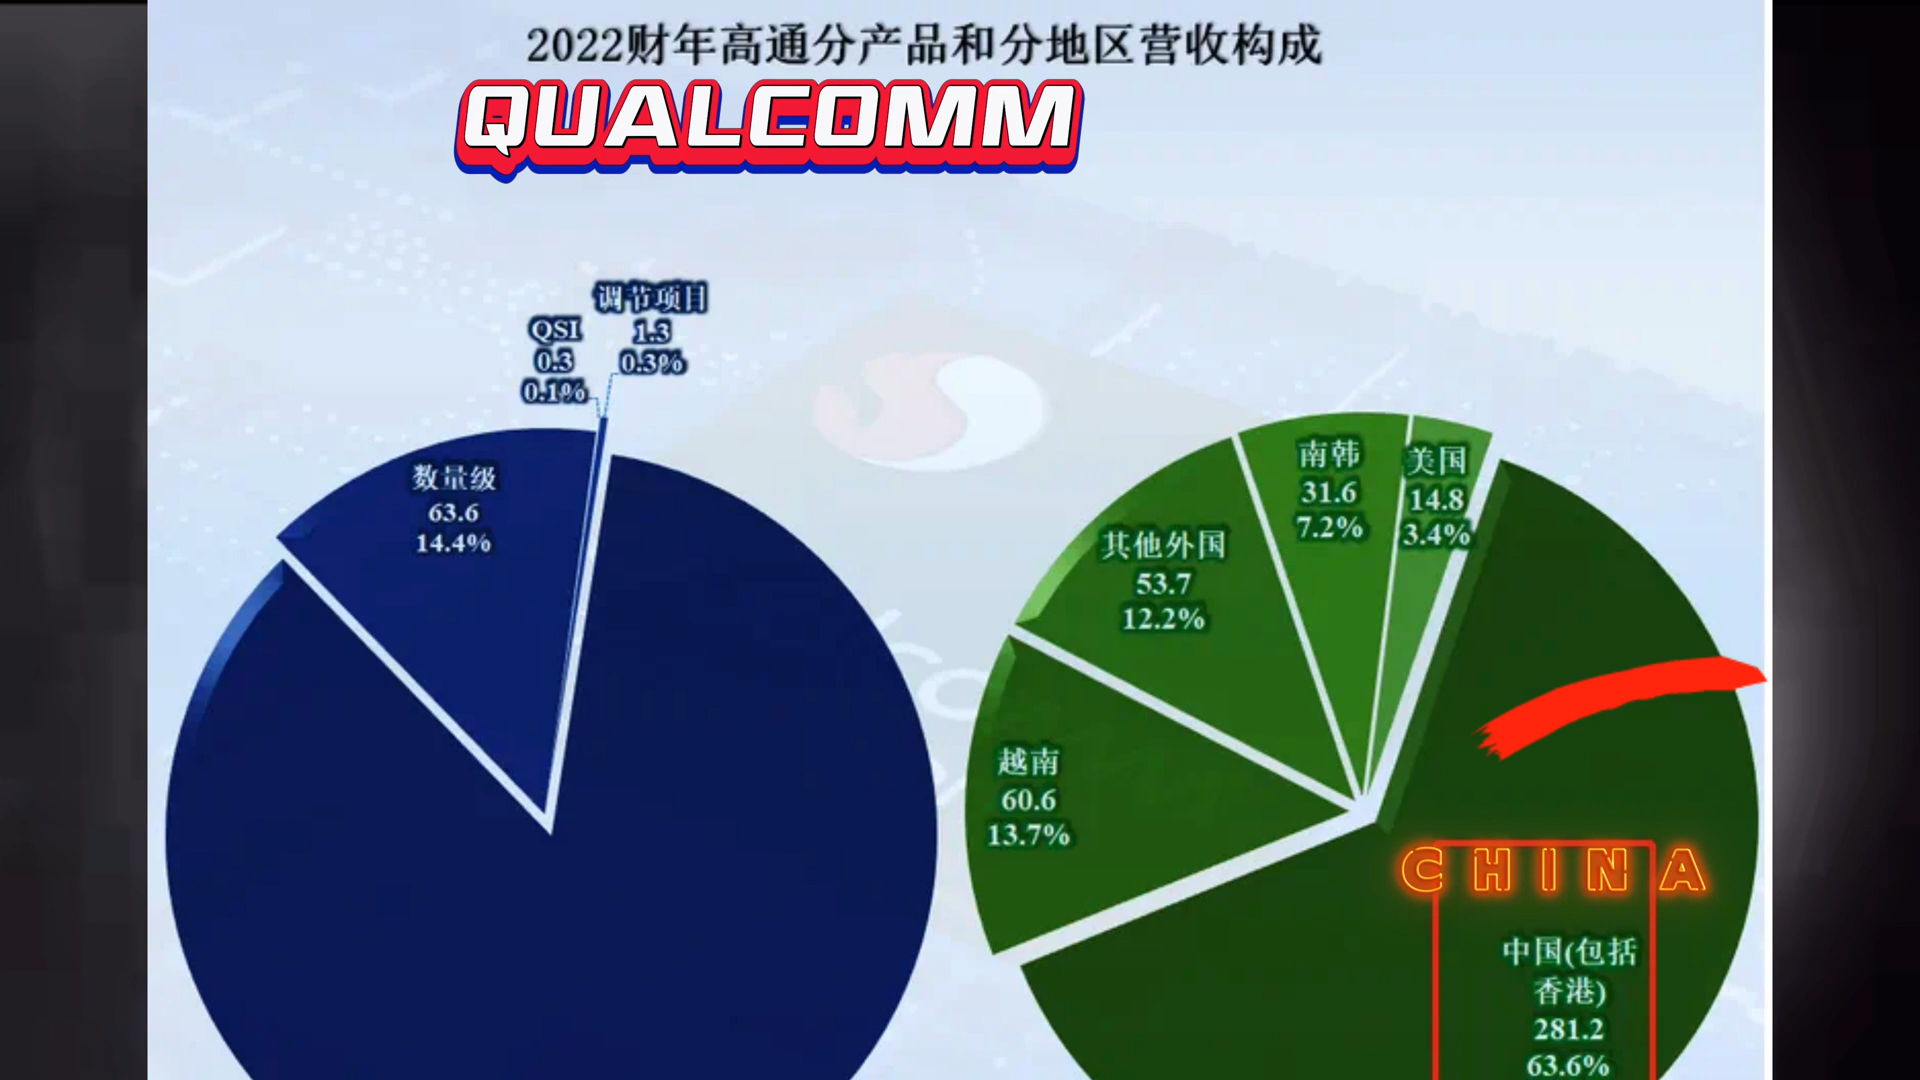 2022财年高通分产品和分地区营收构成
QUALCOMM
调节项目
1.3
0.3%
QSI
0.3
0.1%
数量级
63.6
14.4%
南韩
31.6
7.2%
美国
14.8
3.4%
其他外国
53.7
12.2%
越南
60.6
13.7%
CHINA
中国(包括
香港)
281.2
63.6%